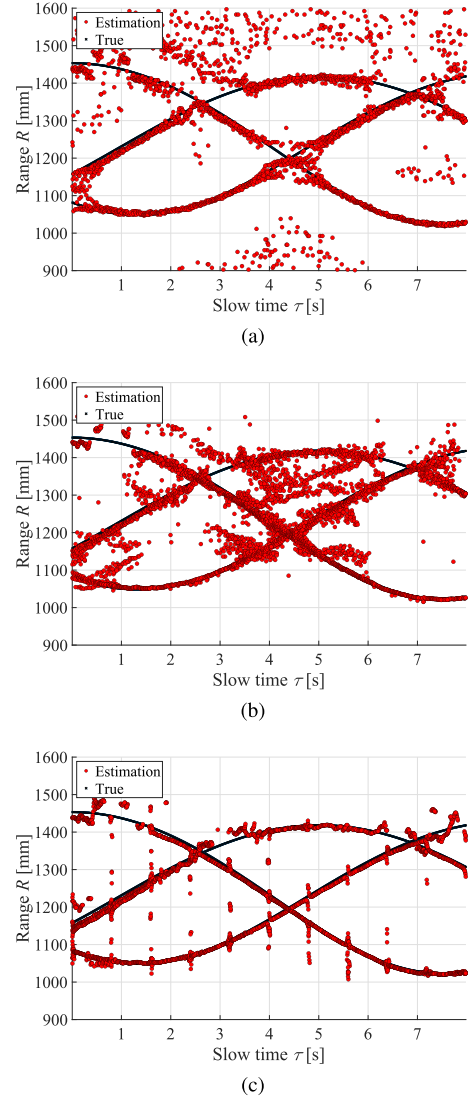 1600
1500
1400
1300
1200
1100
1000
900
Range R [mm]
Estimation
True
1 2 3 4 5 6 7
Slow time τ [s]
(a)
1600
1500
1400
1300
1200
1100
1000
900
Range R [mm]
Estimation
True
1 2 3 4 5 6 7
Slow time τ [s]
(b)
1600
1500
1400
1300
1200
1100
1000
900
Range R [mm]
Estimation
True
1 2 3 4 5 6 7
Slow time τ [s]
(c)